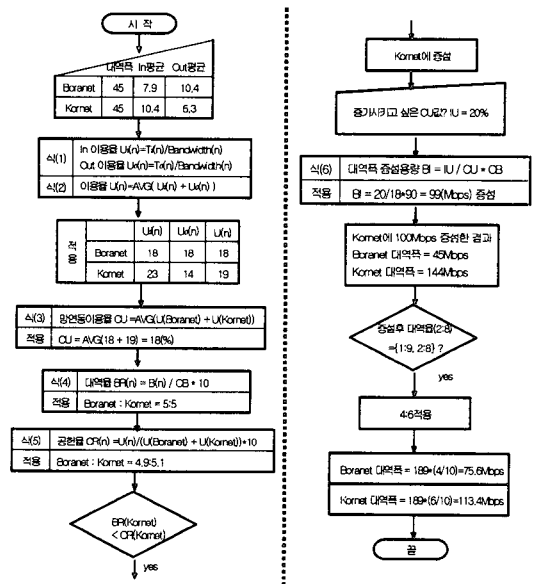 시 작
대역폭 In평균 Out평균
Boranet 45 7.9 10.4
Kornet 45 10.4 6.3
식(1) In 이용율 Ui(n)=Ti(n)/Bandwidth(n)
Out 이용율 Uo(n)=To(n)/Bandwidth(n)
식(2) 이용율 U(n)=AVG( Ui(n) + Uo(n) )
적용 Ui(n) Uo(n) U(n)
Boranet 18 18 18
Kornet 23 14 19
식(3) 망연동이용율 CU =AVG(U(Boranet) + U(Kornet))
적용 CU = AVG(18 + 19) = 18(%)
식(4) 대역율 BR(n) = B(n) / CB * 10
적용 Boranet : Kornet = 5:5
식(5) 공헌율 CR(n) =U(n)/(U(Boranet) + U(Kornet))*10
적용 Boranet : Kornet = 4.9:5.1
BR(Kornet)
< CR(Kornet)
yes
Kornet에 증설
증가시키고 싶은 CU값? IU = 20%
식(6) 대역폭 증설용량 BI = IU / CU * CB
적용 BI = 20/18*90 = 99(Mbps) 증설
Kornet에 100Mbps 증설한 결과
Boranet 대역폭 = 45Mbps
Kornet 대역폭 = 144Mbps
증설후 대역율(2:8)
={1:9, 2:8} ?
yes
4:6적용
Boranet 대역폭 = 189*(4/10)=75.6Mbps
Kornet 대역폭 = 189*(6/10)=113.4Mbps
끝